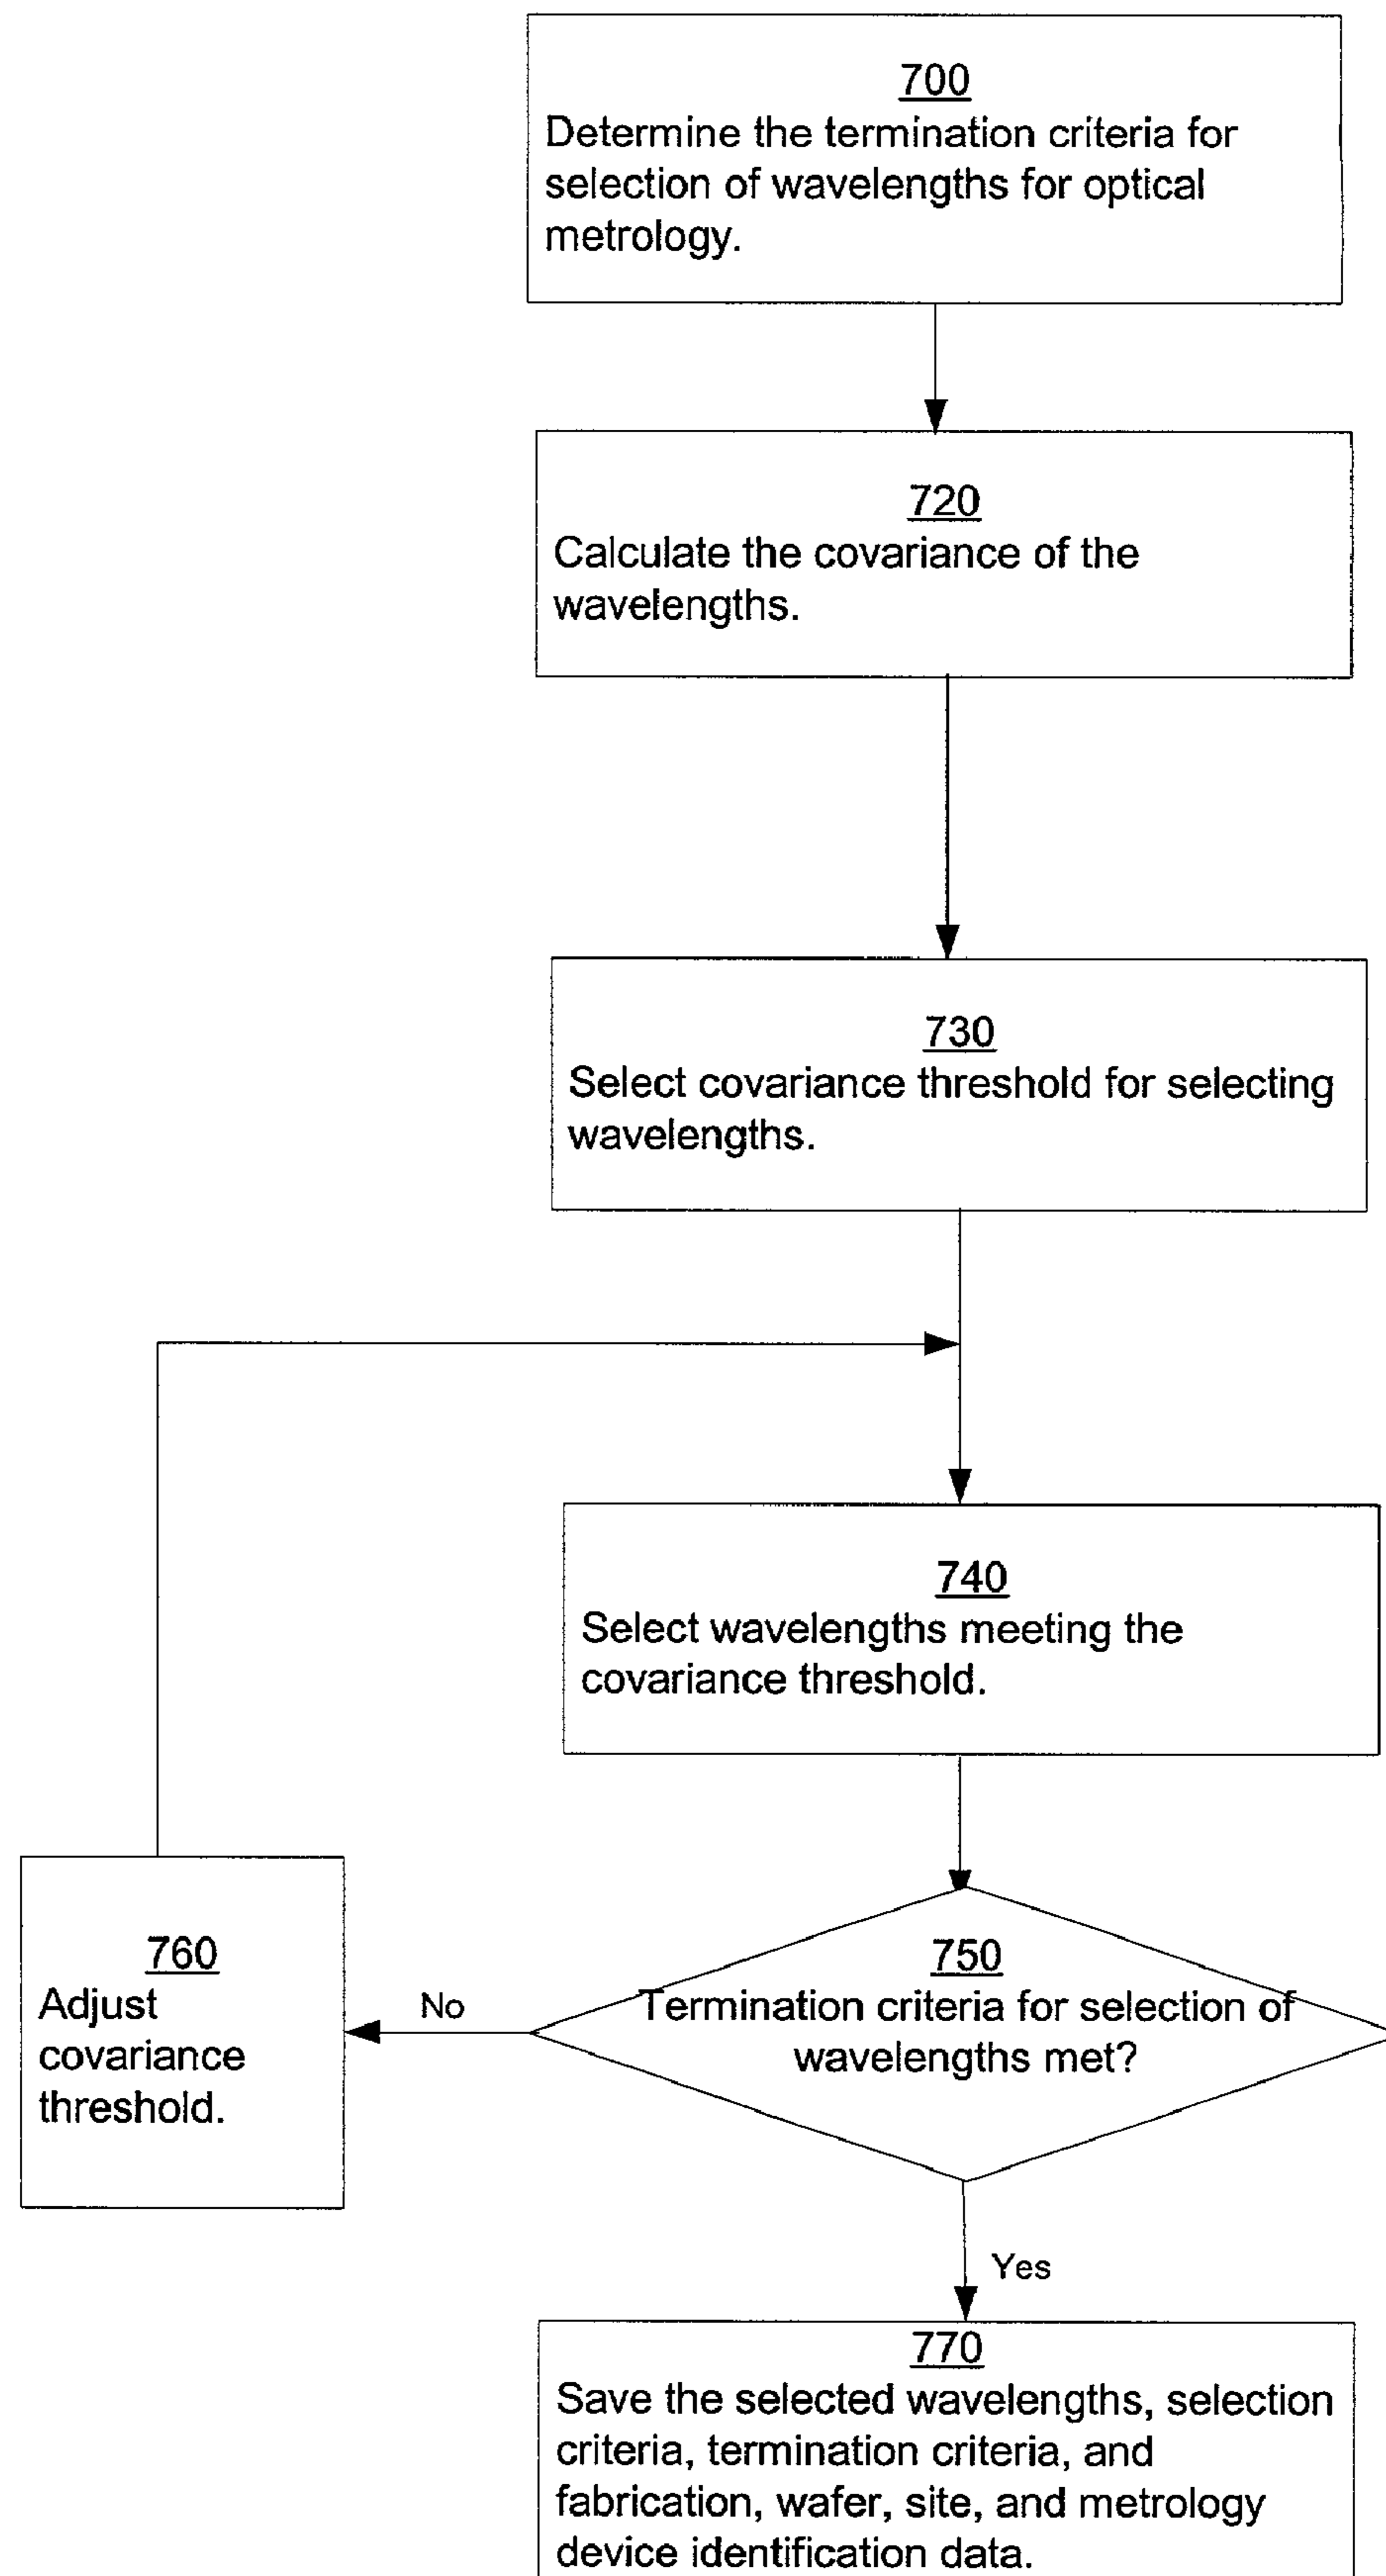 700
Determine the termination criteria for
selection of wavelengths for optical
metrology.
720
Calculate the covariance of the
wavelengths.
730
Select covariance threshold for selecting
wavelengths.
740
Select wavelengths meeting the
covariance threshold.
750
Termination criteria for selection of
wavelengths met?
No
760
Adjust
covariance
threshold.
Yes
770
Save the selected wavelengths, selection
criteria, termination criteria, and
fabrication, wafer, site, and metrology
device identification data.